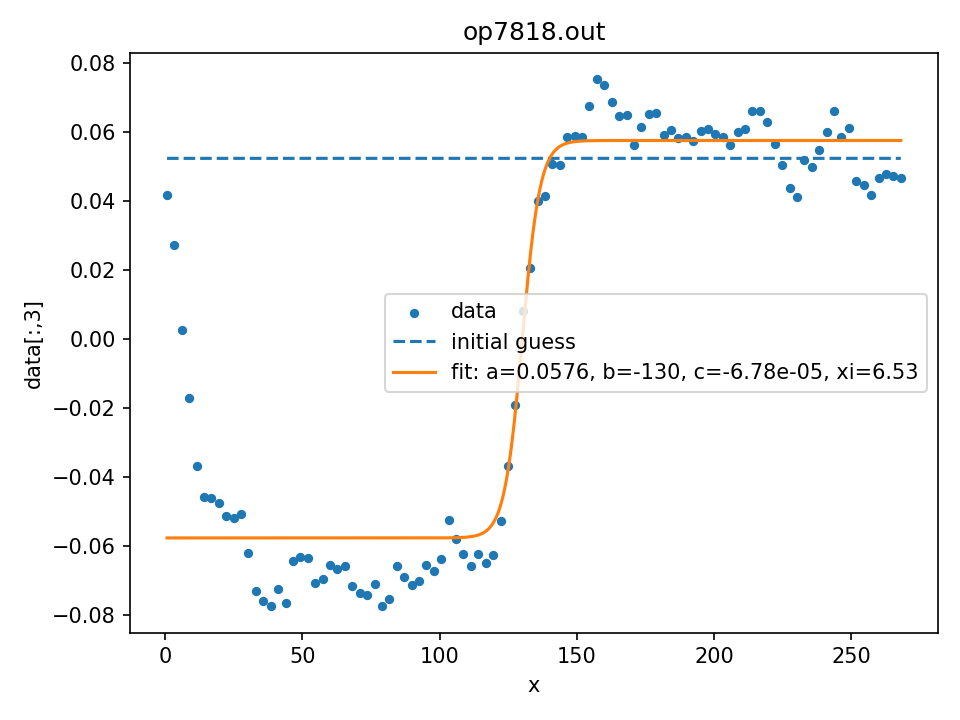 op7818.out
0.08
0.06
0.04
0.02
0.00
−0.02
−0.04
−0.06
−0.08
data[:,3]
data
initial guess
fit: a=0.0576, b=-130, c=-6.78e-05, xi=6.53
0 50 100 150 200 250
x